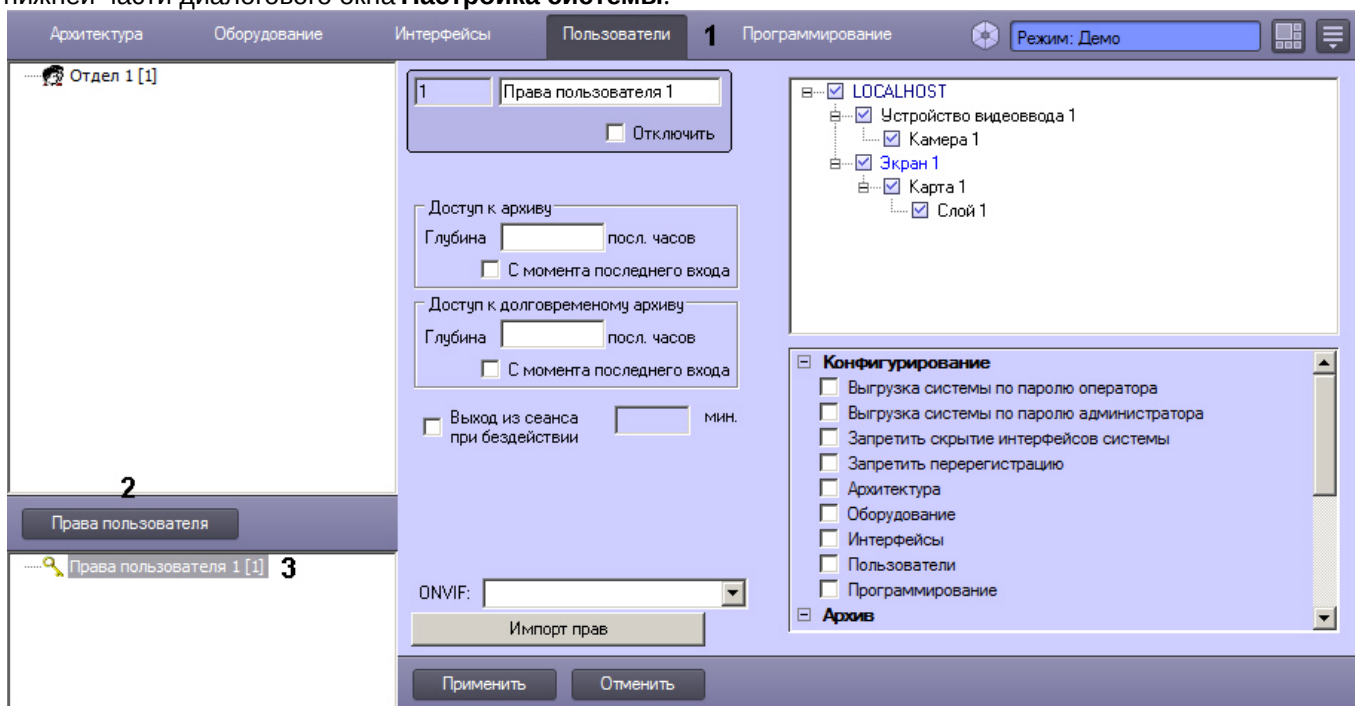 нижней части диалогового окна Настройка системы.
Архитектура Оборудование Интерфейсы Пользователи 1 Программирование Режим: Демо
Отдел 1 [1]
2
Права пользователя
Права пользователя 1 [1] 3
1 Права пользователя 1
Отключить
Доступ к архиву
Глубина посл. часов
С момента последнего входа
Доступ к долговременому архиву
Глубина посл. часов
С момента последнего входа
Выход из сеанса мин.
при бездействии
ONVIF:
Импорт прав
Применить Отменить
LOCALHOST
Устройство видеоввода 1
Камера 1
Экран 1
Карта 1
Слой 1
Конфигурирование
Выгрузка системы по паролю оператора
Выгрузка системы по паролю администратора
Запретить скрытие интерфейсов системы
Запретить перерегистрацию
Архитектура
Оборудование
Интерфейсы
Пользователи
Программирование
Архив